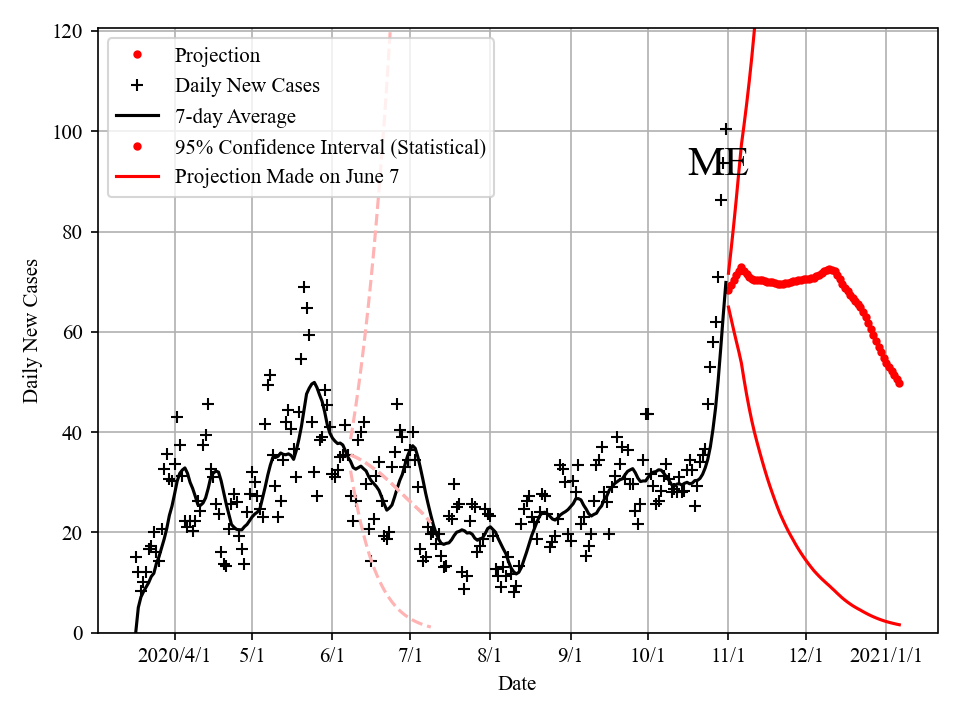 120
100
80
60
40
20
0
Daily New Cases
Projection
Daily New Cases
7-day Average
95% Confidence Interval (Statistical)
Projection Made on June 7
ME
2020/4/1 5/1 6/1 7/1 8/1 9/1 10/1 11/1 12/1 2021/1/1
Date